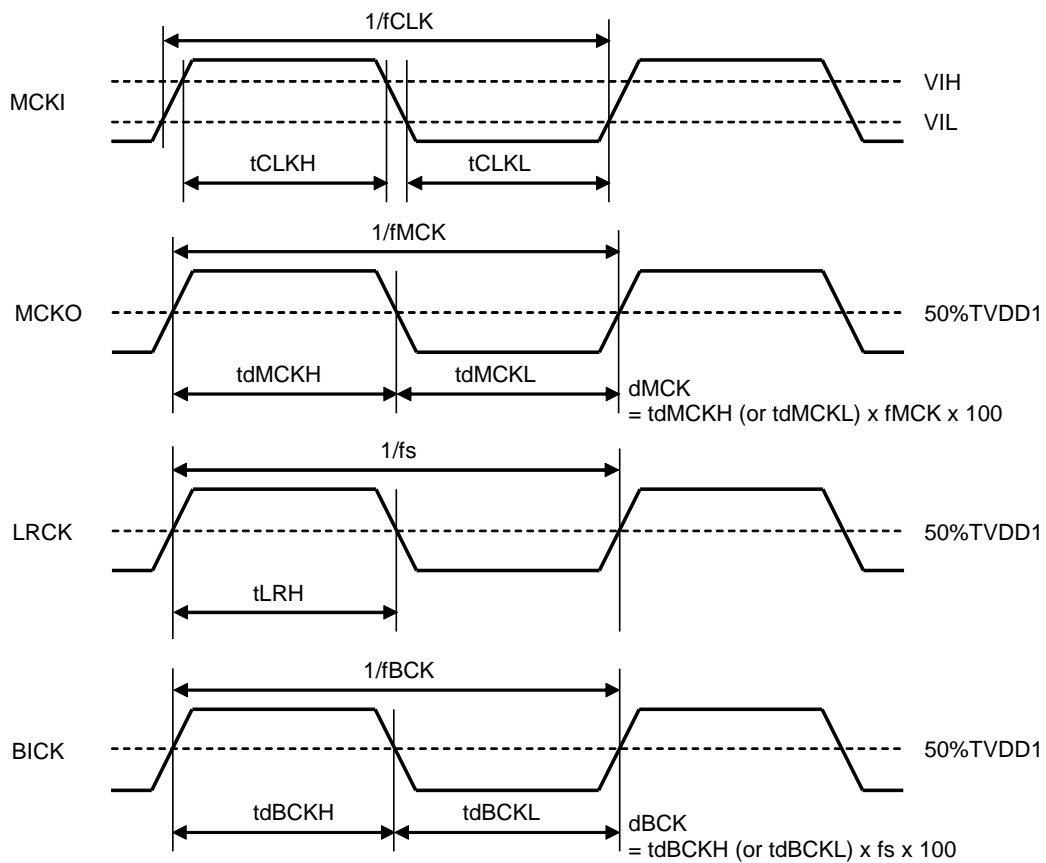 1/fCLK
MCKI
VIH
VIL
tCLKH
tCLKL
1/fMCK
MCKO
50%TVDD1
tdMCKH
tdMCKL
dMCK
= tdMCKH (or tdMCKL) x fMCK x 100
1/fs
LRCK
50%TVDD1
tLRH
1/fBCK
BICK
50%TVDD1
tdBCKH
tdBCKL
dBCK
= tdBCKH (or tdBCKL) x fs x 100